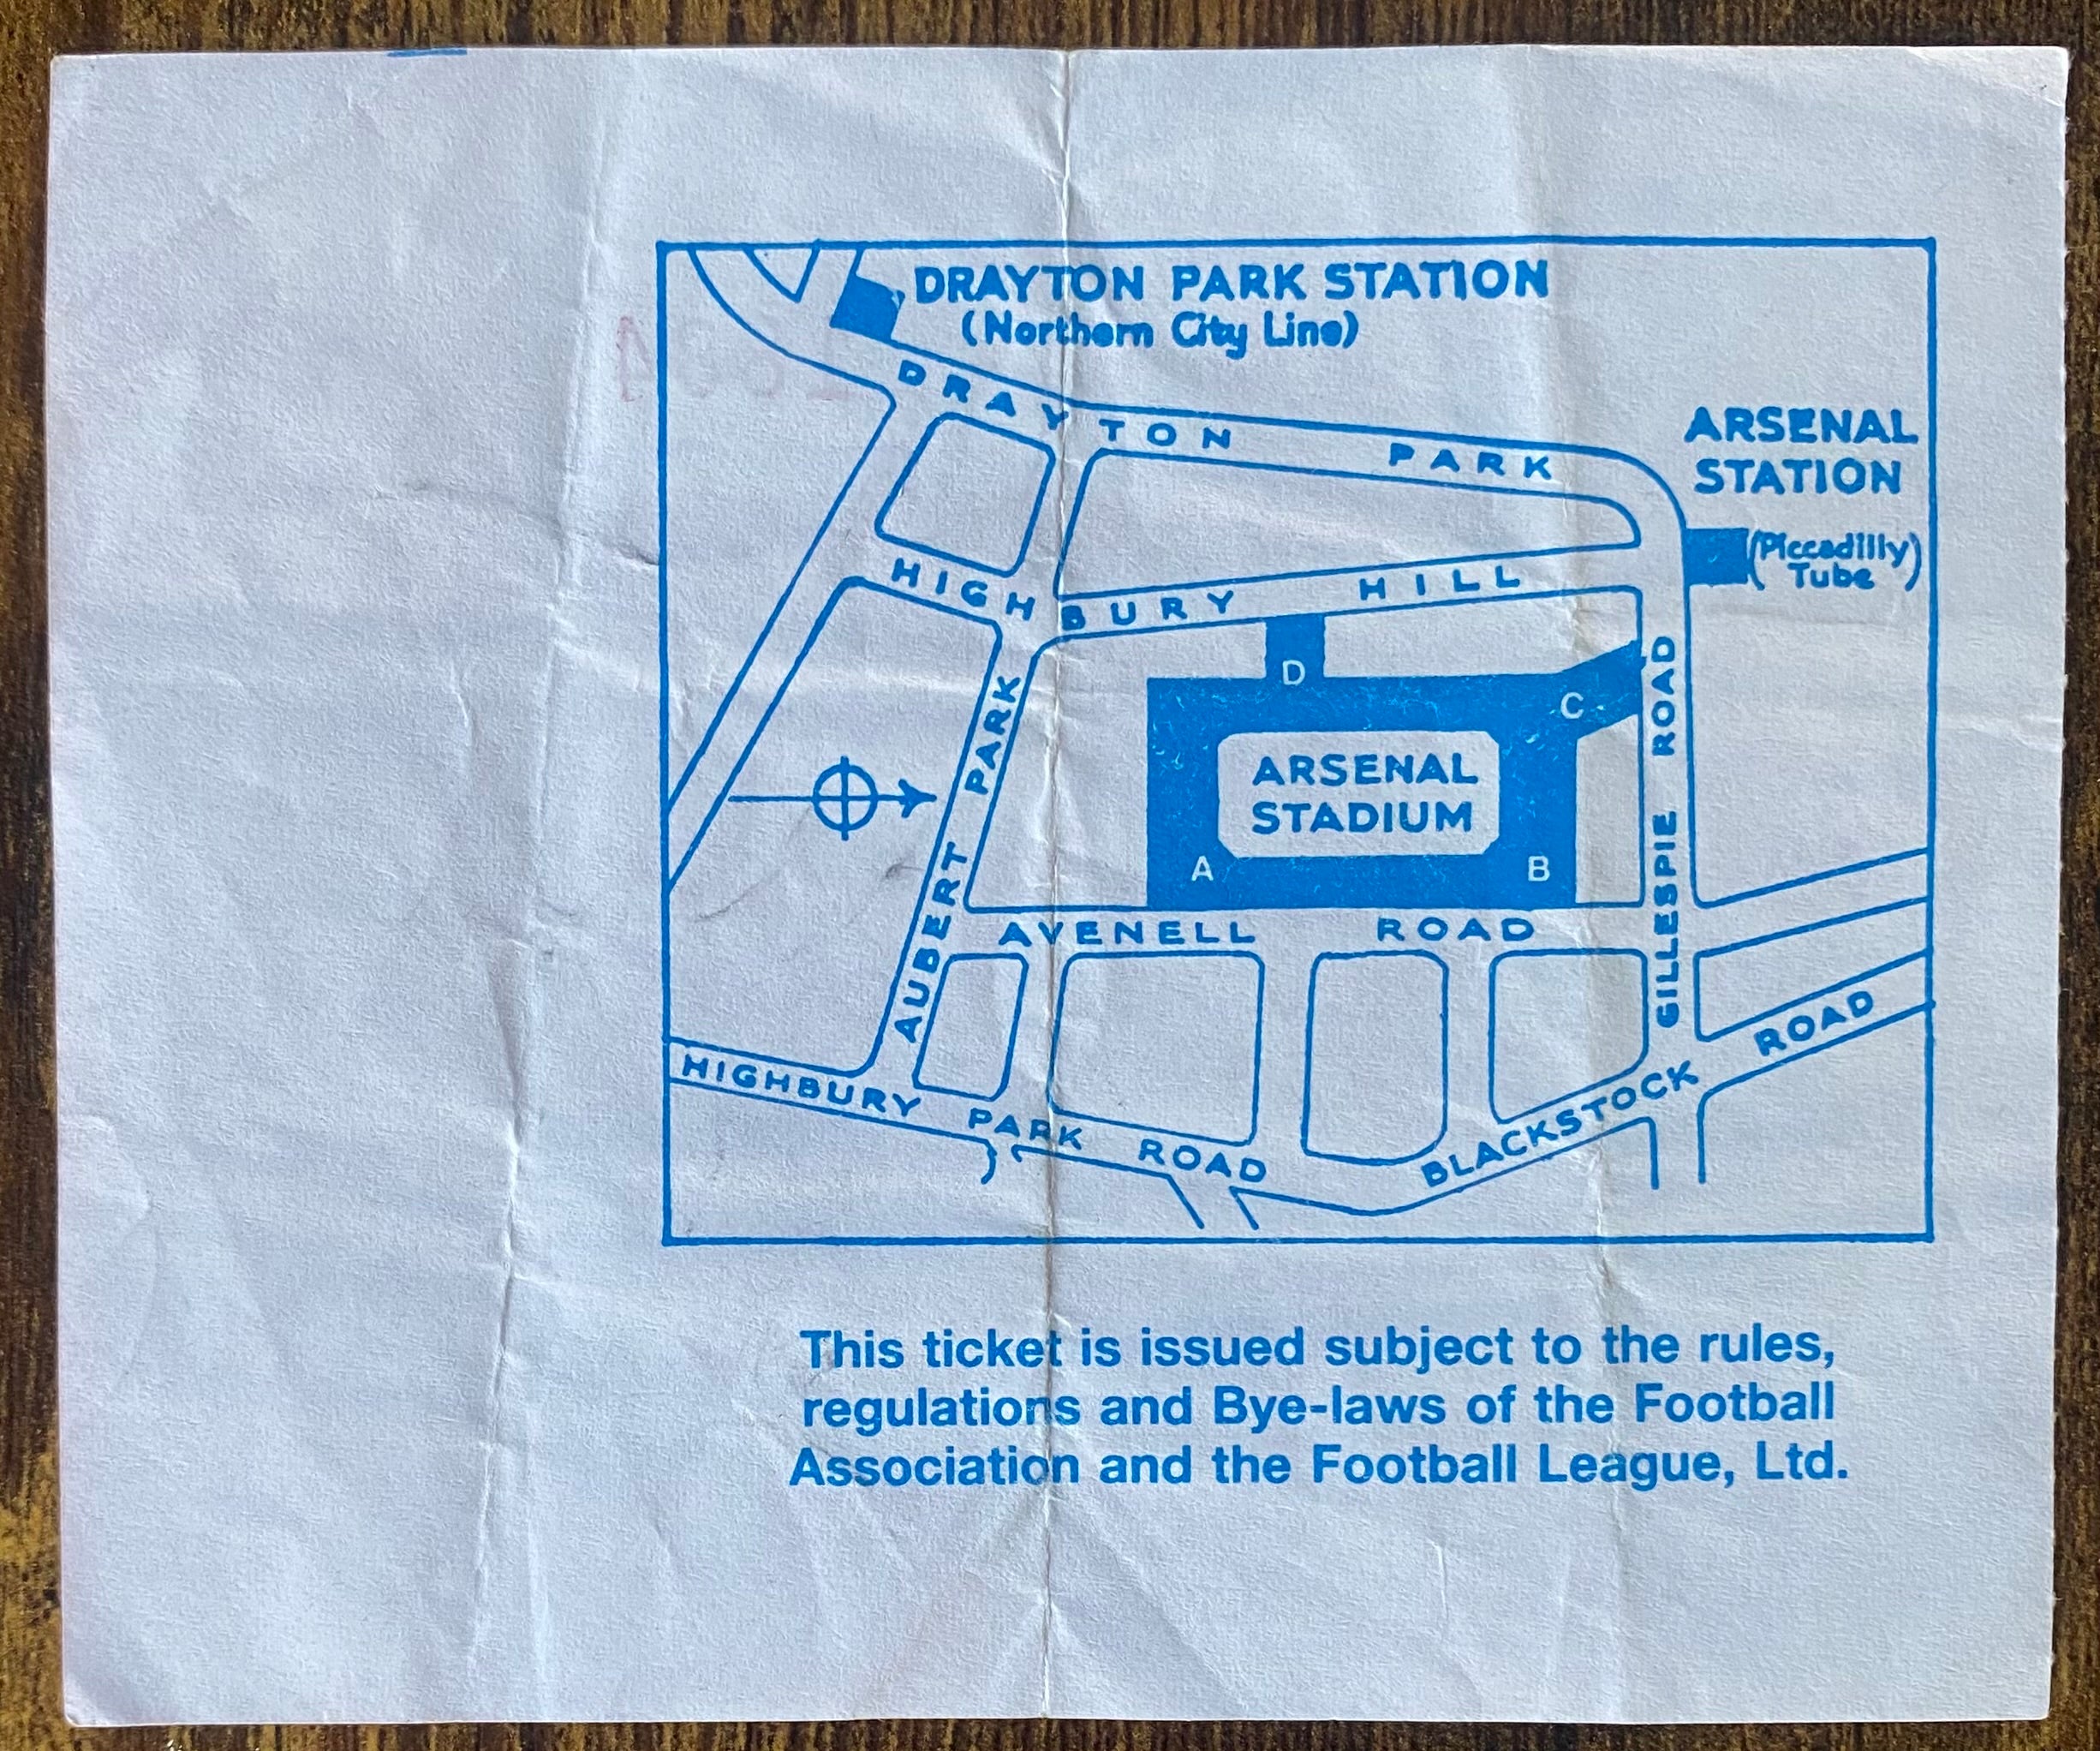 DRAYTON PARK STATION
(Northern City Line)
DRAYTON PARK
ARSENAL
STATION
(Piccadilly
Tube)
HIGHBURY HILL
D
C
GILLESPIE ROAD
AUBERT PARK
ARSENAL
STADIUM
A
B
AVENELL ROAD
HIGHBURY PARK ROAD
BLACKSTOCK ROAD
This ticket is issued subject to the rules,
regulations and Bye-laws of the Football
Association and the Football League, Ltd.